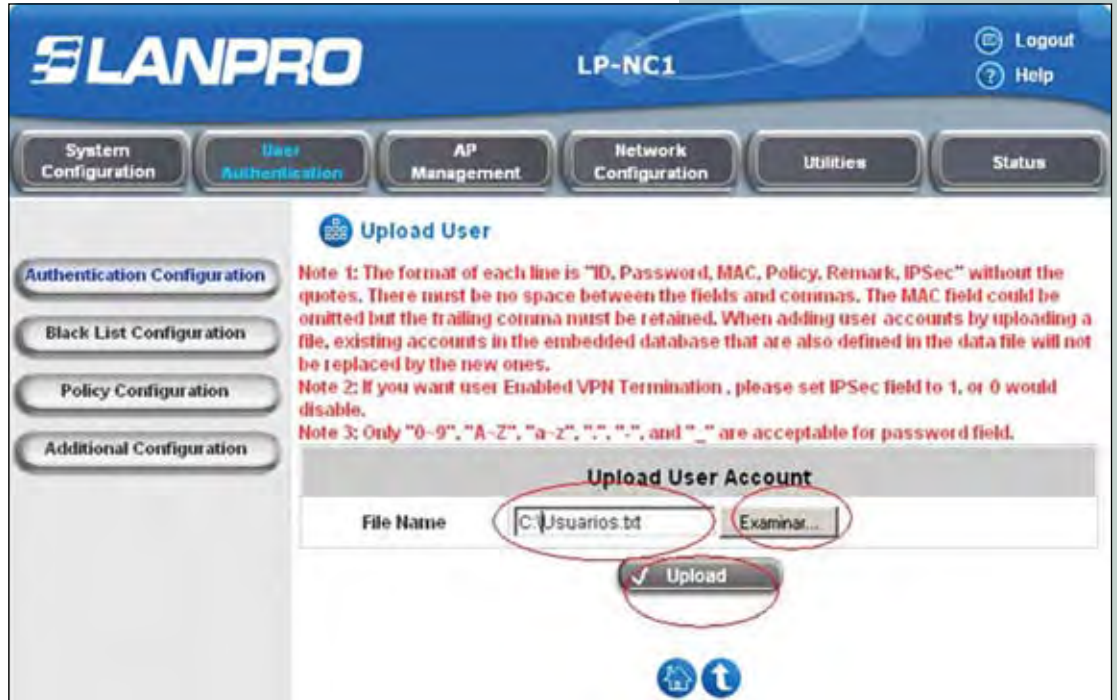 LANPRO
LP-NC1
Logout
Help
System
Configuration
User
Authentication
AP
Management
Network
Configuration
Utilities
Status
Upload User
Authentication Configuration
Black List Configuration
Policy Configuration
Additional Configuration
Note 1: The format of each line is "ID, Password, MAC, Policy, Remark, IPSec" without the
quotes. There must be no space between the fields and commas. The MAC field could be
omitted but the trailing comma must be retained. When adding user accounts by uploading a
file, existing accounts in the embedded database that are also defined in the data file will not
be replaced by the new ones.
Note 2: If you want user Enabled VPN Termination , please set IPSec field to 1, or 0 would
disable.
Note 3: Only "0~9", "A~Z", "a~z", ".", "-", and "_" are acceptable for password field.
Upload User Account
File Name
C:\Usuarios.txt
Examinar...
Upload